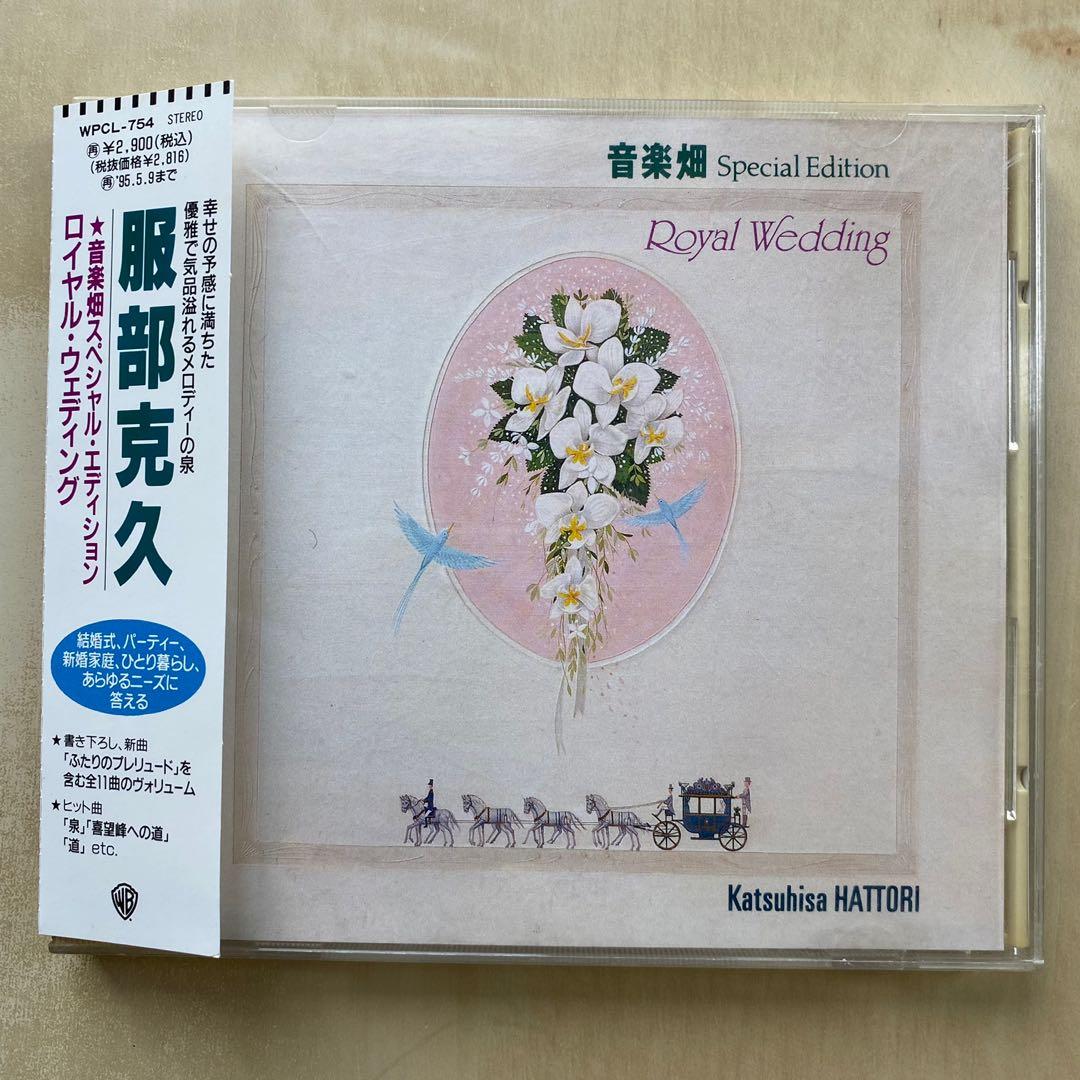 WPCL-754 STEREO
再¥2,900(税込)
(税抜価格¥2,816)
再'95.5.9まで
幸せの予感に満ちた
優雅で気品溢れるメロディーの泉
服部克久
★音楽畑スペシャル・エディション
ロイヤル・ウェディング
結婚式、パーティー、
新婚家庭、ひとり暮らし、
あらゆるニーズに
答える
★書き下ろし、新曲
「ふたりのプレリュード」を
含む全11曲のヴォリューム
★ヒット曲
「泉」「喜望峰への道」
「道」etc.
WB
音楽畑 Special Edition
Royal Wedding
Katsuhisa HATTORI